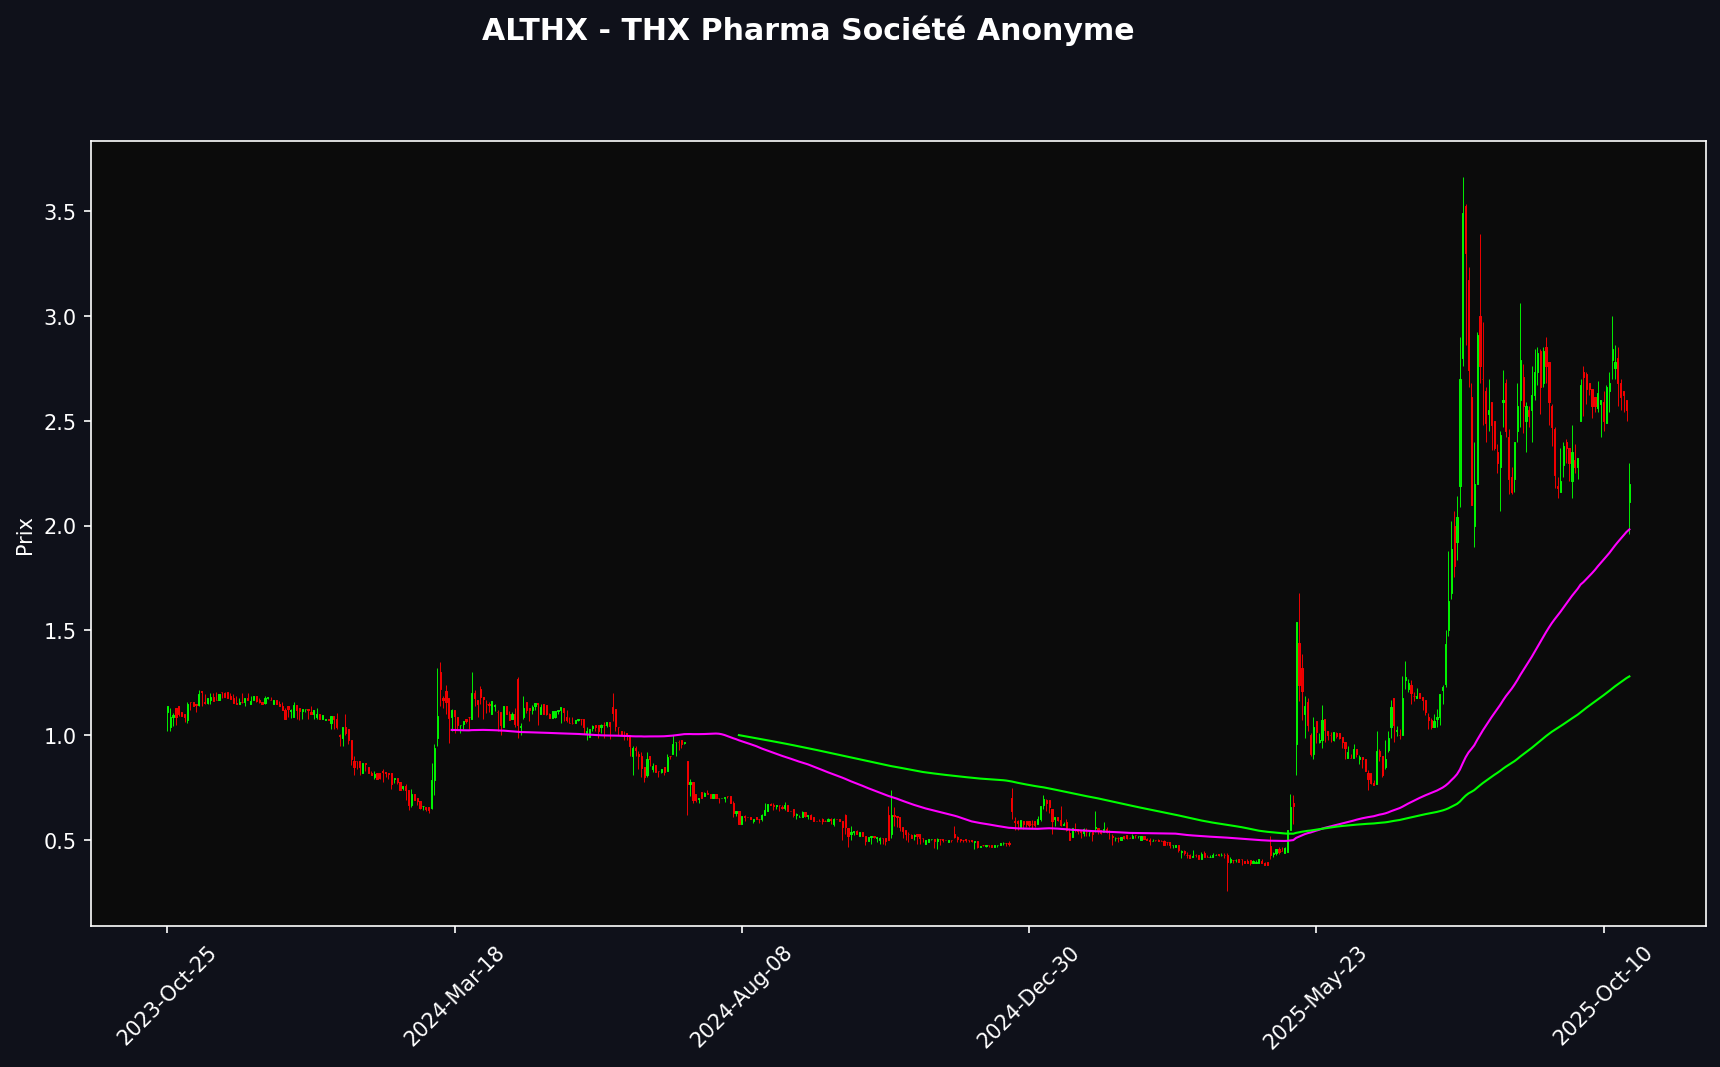 ALTHX - THX Pharma Société Anonyme
3.5
3.0
2.5
2.0
1.5
1.0
0.5
Prix
2023-Oct-25
2024-Mar-18
2024-Aug-08
2024-Dec-30
2025-May-23
2025-Oct-10